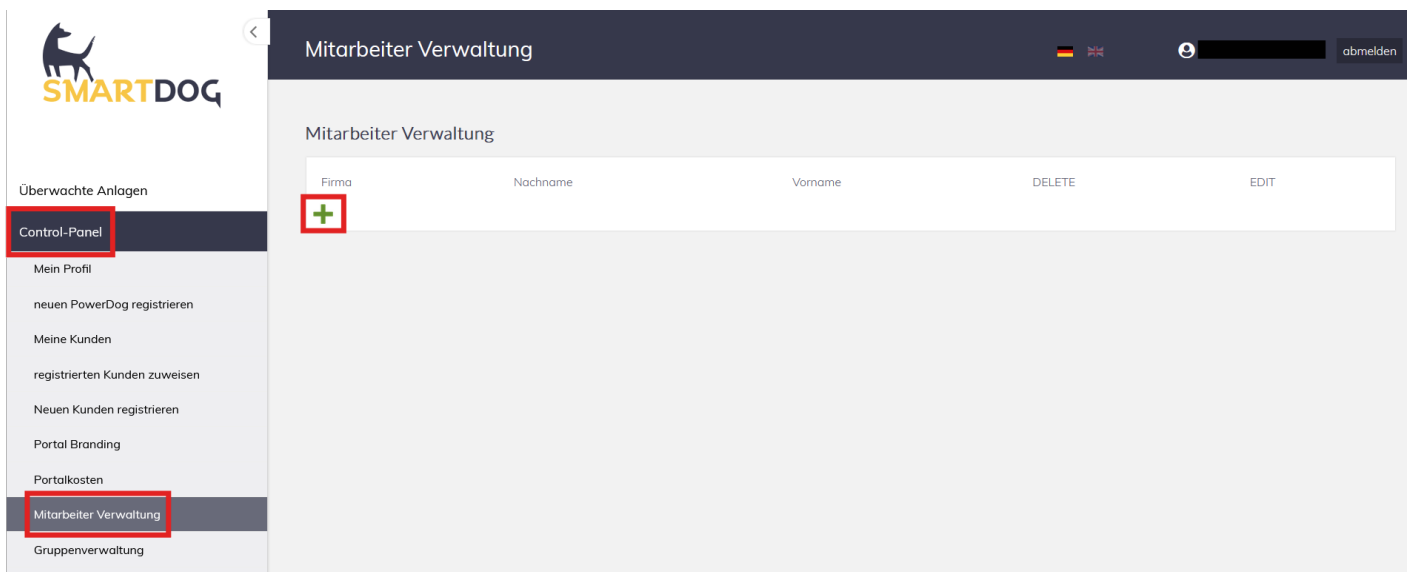 SMARTDOG
Mitarbeiter Verwaltung
abmelden
Überwachte Anlagen
Control-Panel
Mein Profil
neuen PowerDog registrieren
Meine Kunden
registrierten Kunden zuweisen
Neuen Kunden registrieren
Portal Branding
Portalkosten
Mitarbeiter Verwaltung
Gruppenverwaltung
Mitarbeiter Verwaltung
Firma Nachname Vorname DELETE EDIT